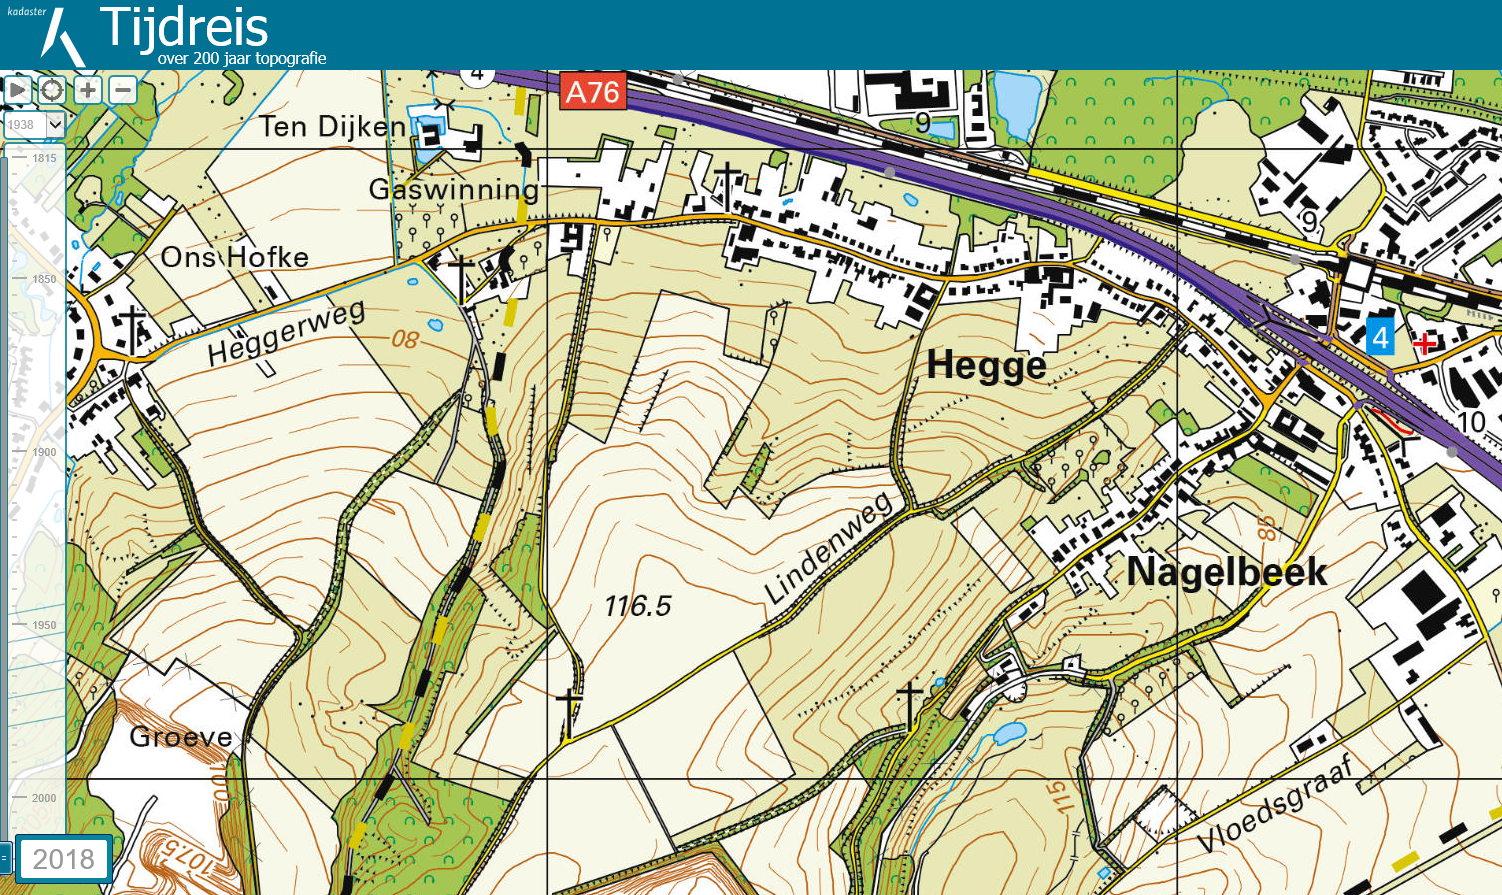 kadaster
Tijdreis
over 200 jaar topografie
4
A76
1938
9
Ten Dijken
1815
Gaswinning
9
Ons Hofke
1850
Heggerweg
80
4
Hegge
10
1900
Lindenweg
85
Nagelbeek
116.5
1950
Groeve
100
115
2000
Vloedsgraaf
107.5
2018